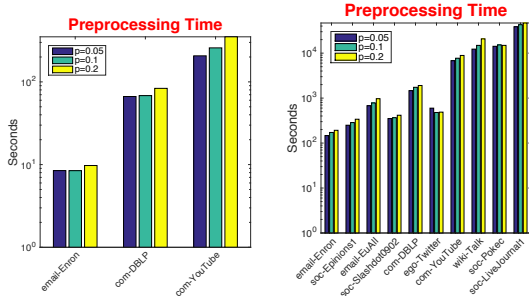 Preprocessing Time
10^2
10^1
10^0
Seconds
p=0.05
p=0.1
p=0.2
email-Enron
com-DBLP
com-YouTube
Preprocessing Time
10^4
10^3
10^2
10^1
10^0
Seconds
p=0.05
p=0.1
p=0.2
email-Enron
soc-Epinions1
email-EuAll
soc-Slashdot0902
com-DBLP
ego-Twitter
com-YouTube
wiki-Talk
soc-Pokec
soc-LiveJournal1